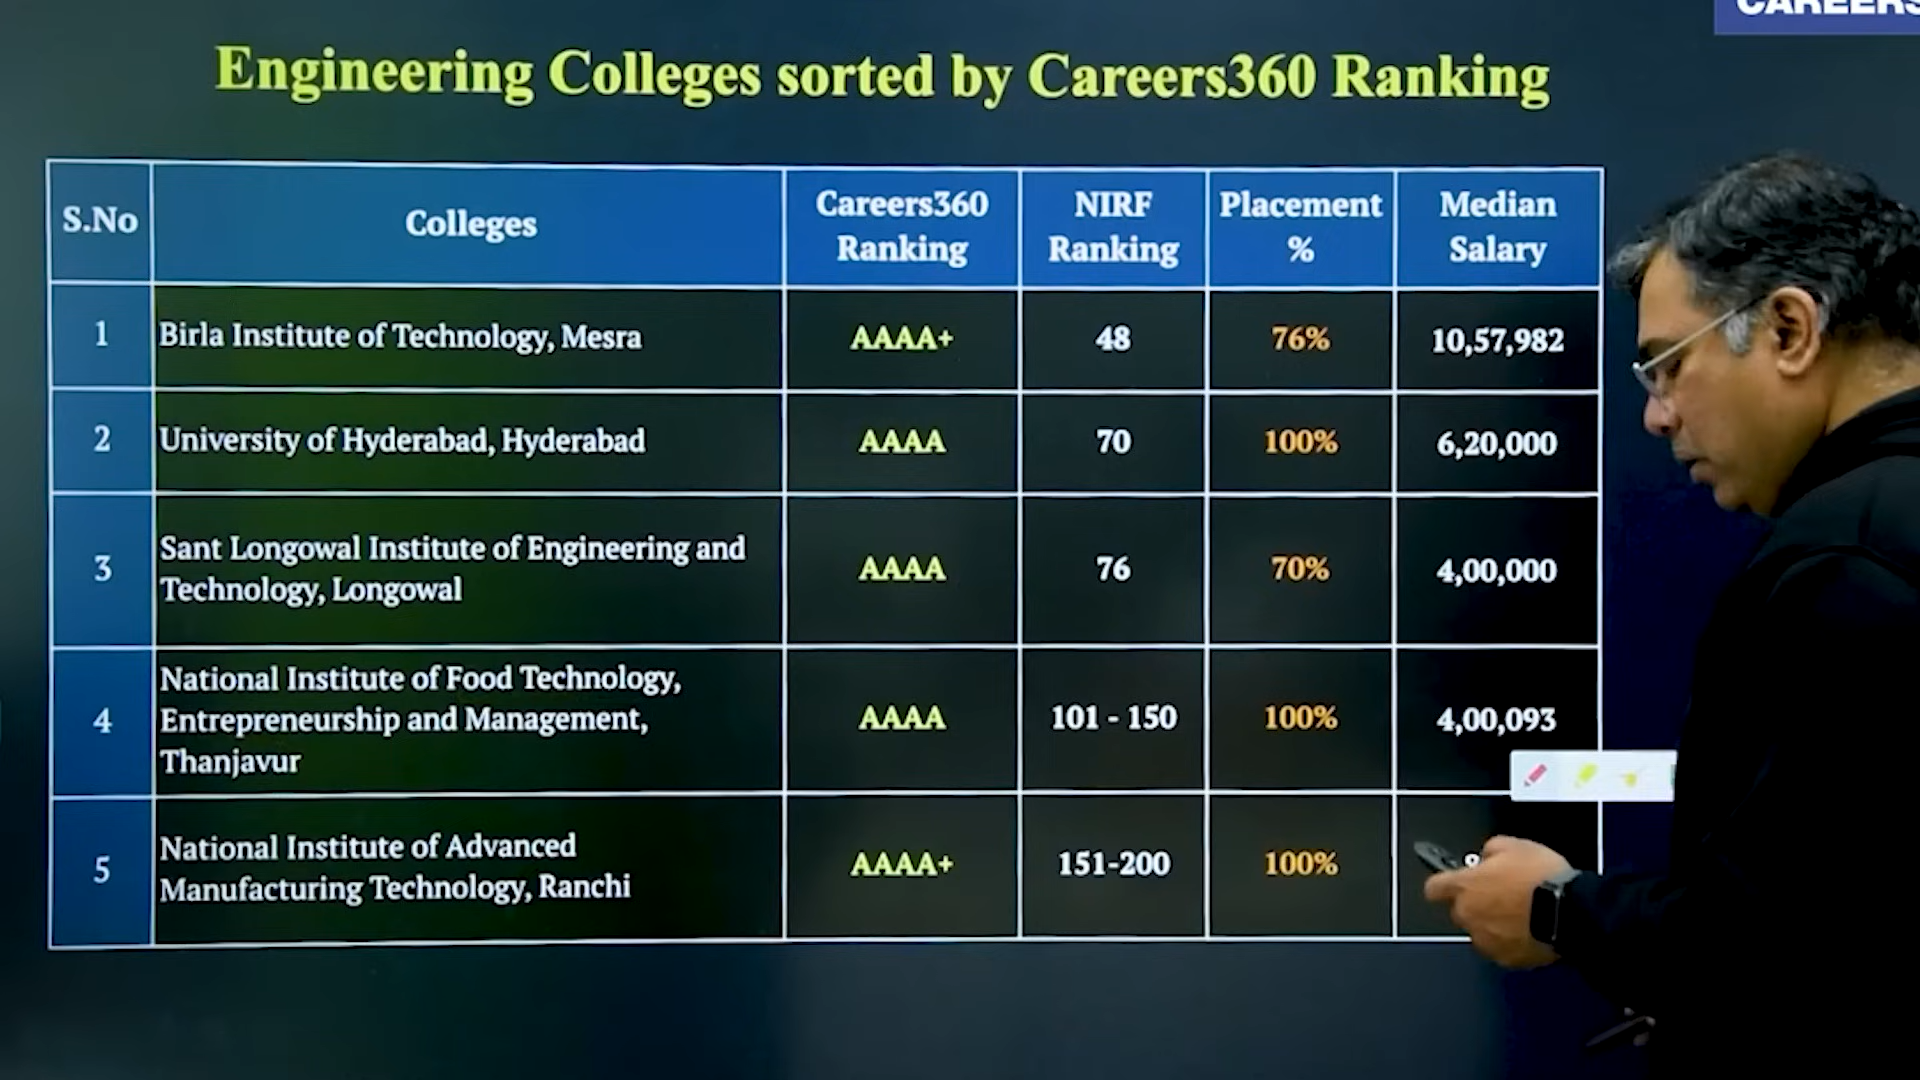 CAREERS
Engineering Colleges sorted by Careers360 Ranking
S.No
Colleges
Careers360
Ranking
NIRF
Ranking
Placement
%
Median
Salary
1
Birla Institute of Technology, Mesra
AAAA+
48
76%
10,57,982
2
University of Hyderabad, Hyderabad
AAAA
70
100%
6,20,000
3
Sant Longowal Institute of Engineering and
Technology, Longowal
AAAA
76
70%
4,00,000
4
National Institute of Food Technology,
Entrepreneurship and Management,
Thanjavur
AAAA
101 - 150
100%
4,00,093
5
National Institute of Advanced
Manufacturing Technology, Ranchi
AAAA+
151-200
100%